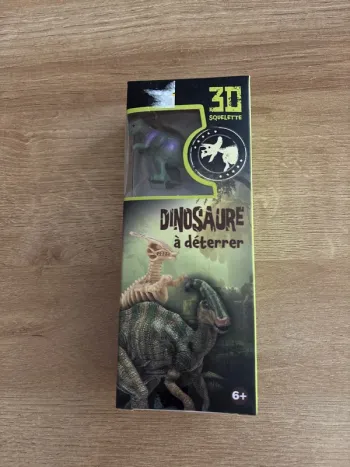 3D
SQUELETTE
DINOSAURE
à déterrer
6+